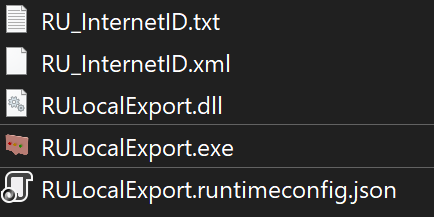 RU_InternetID.txt
RU_InternetID.xml
RULocalExport.dll
RULocalExport.exe
RULocalExport.runtimeconfig.json